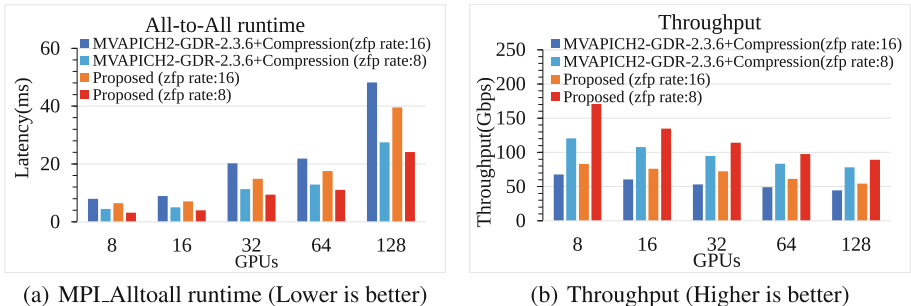 All-to-All runtime
MVAPICH2-GDR-2.3.6+Compression(zfp rate:16)
MVAPICH2-GDR-2.3.6+Compression (zfp rate:8)
Proposed (zfp rate:16)
Proposed (zfp rate:8)
Latency(ms)
60
40
20
0
8 16 32 64 128
GPUs
(a) MPI_Alltoall runtime (Lower is better)
Throughput
MVAPICH2-GDR-2.3.6+Compression(zfp rate:16)
MVAPICH2-GDR-2.3.6+Compression(zfp rate:8)
Proposed (zfp rate:16)
Proposed (zfp rate:8)
Throughput(Gbps)
250
200
150
100
50
0
8 16 32 64 128
GPUs
(b) Throughput (Higher is better)